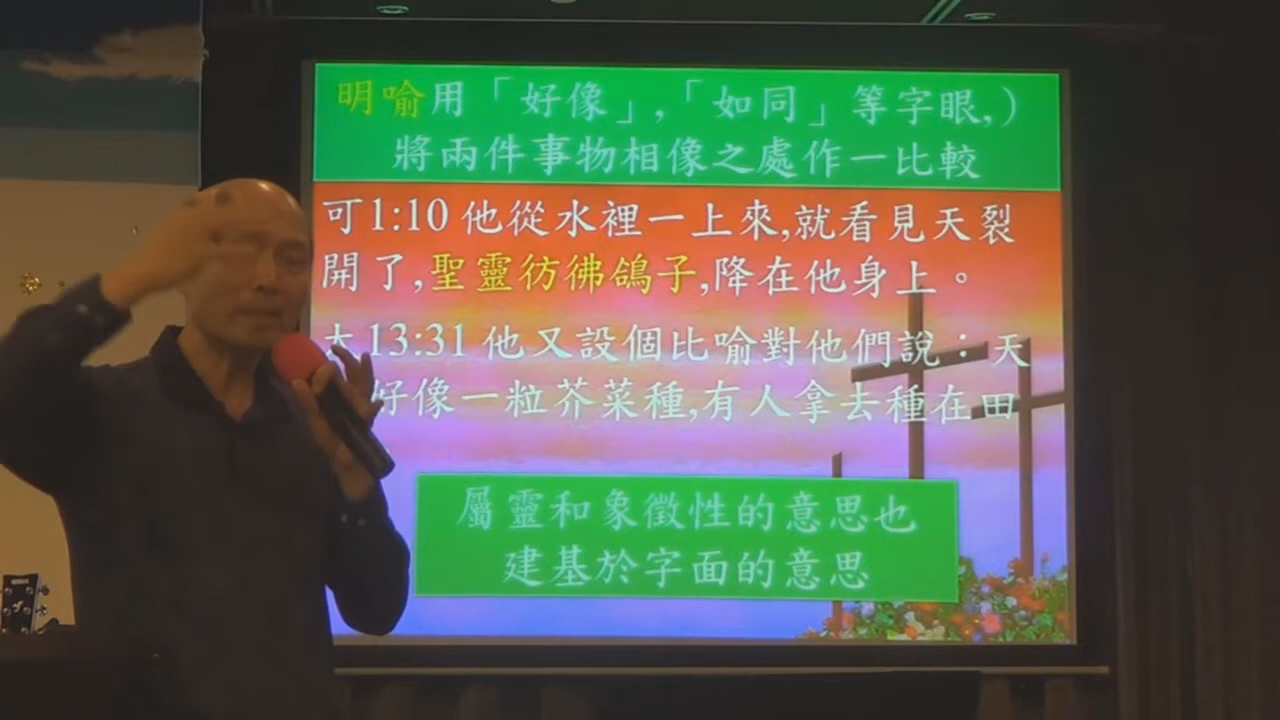 明喻用「好像」,「如同」等字眼,)
將兩件事物相像之處作一比較
可1:10 他從水裡一上來,就看見天裂
開了,聖靈彷彿鴿子,降在他身上。
太13:31 他又設個比喻對他們說：天
好像一粒芥菜種,有人拿去種在田
屬靈和象徵性的意思也
建基於字面的意思